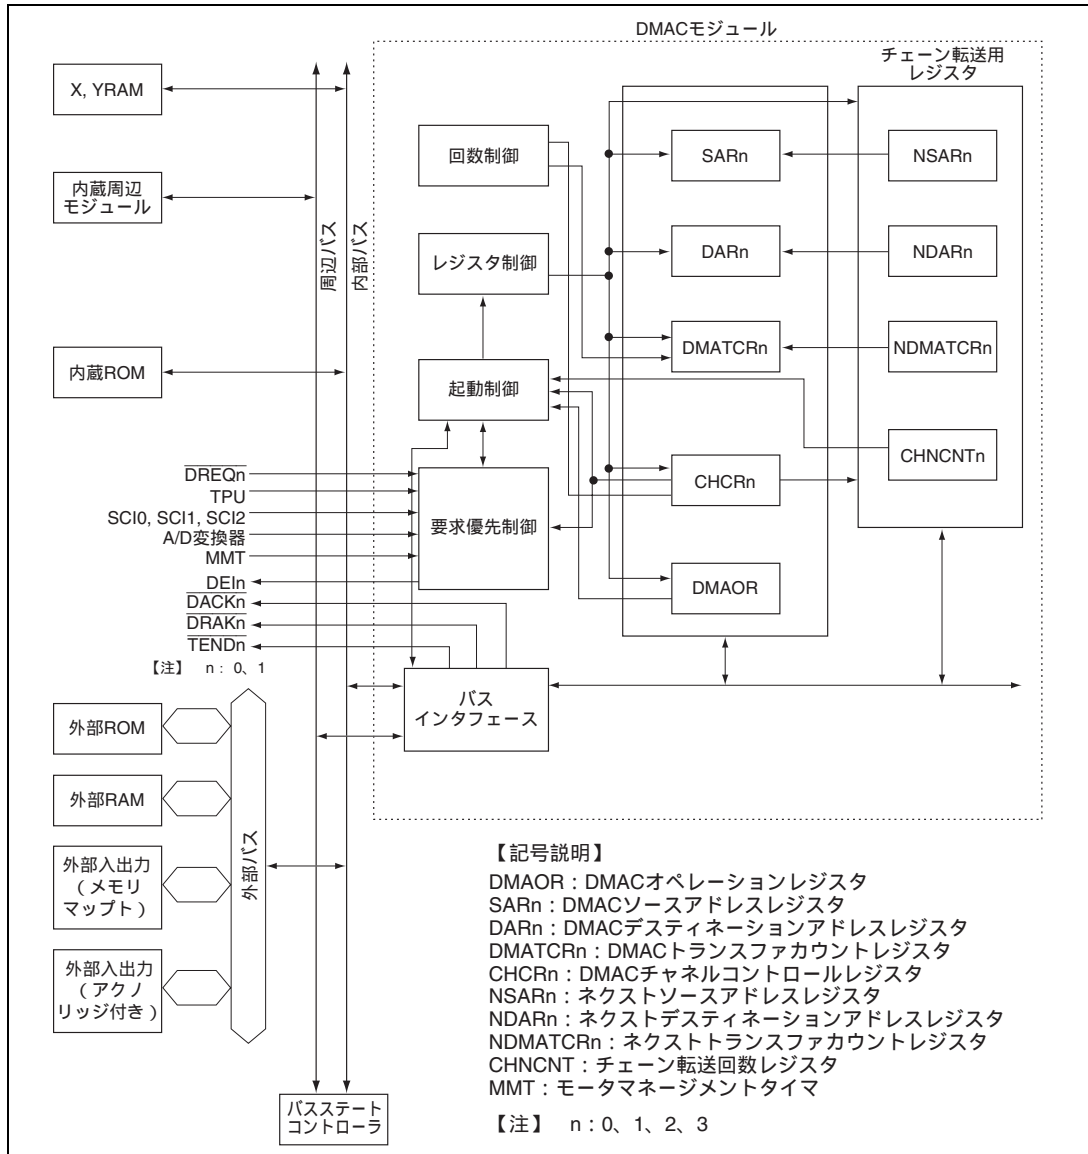 DMACモジュール
チェーン転送用
レジスタ
X, YRAM
内蔵周辺
モジュール
内蔵ROM
周辺バス
内部バス
回数制御
レジスタ制御
起動制御
要求優先制御
バス
インタフェース
SARn
DARn
DMATCRn
CHCRn
DMAOR
NSARn
NDARn
NDMATCRn
CHNCNTn
DREQn
TPU
SCI0, SCI1, SCI2
A/D変換器
MMT
DEIn
DACKn
DRAKn
TENDn
【注】 n：0、1
外部ROM
外部RAM
外部入出力
（メモリ
マップト）
外部入出力
（アクノ
リッジ付き）
外部バス
バスステート
コントローラ
【記号説明】
DMAOR：DMACオペレーションレジスタ
SARn：DMACソースアドレスレジスタ
DARn：DMACデスティネーションアドレスレジスタ
DMATCRn：DMACトランスファカウントレジスタ
CHCRn：DMACチャネルコントロールレジスタ
NSARn：ネクストソースアドレスレジスタ
NDARn：ネクストデスティネーションアドレスレジスタ
NDMATCRn：ネクストトランスファカウントレジスタ
CHNCNT：チェーン転送回数レジスタ
MMT：モータマネージメントタイマ
【注】 n：0、1、2、3